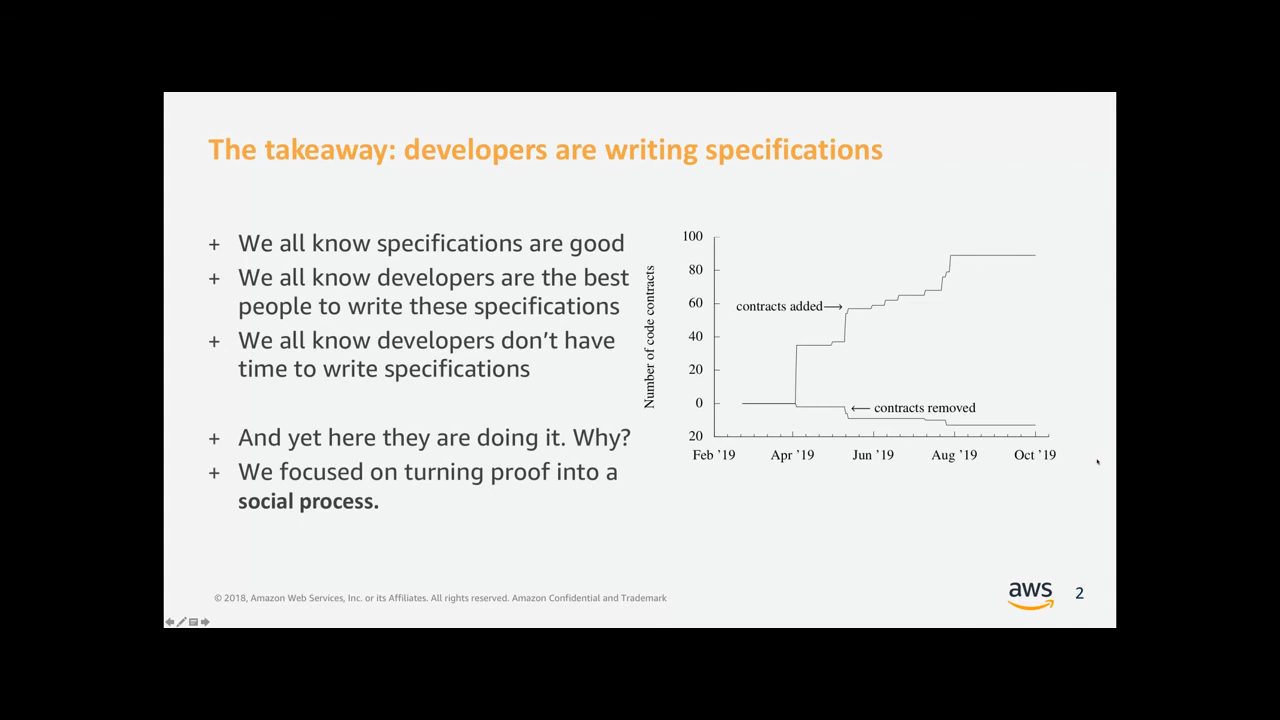 The takeaway: developers are writing specifications
+ We all know specifications are good
+ We all know developers are the best
people to write these specifications
+ We all know developers don't have
time to write specifications
+ And yet here they are doing it. Why?
+ We focused on turning proof into a
social process.
Number of code contracts
100
80
60
40
20
0
20
contracts added→
←contracts removed
Feb '19 Apr '19 Jun '19 Aug '19 Oct '19
© 2018, Amazon Web Services, Inc. or its Affiliates. All rights reserved. Amazon Confidential and Trademark
aws
2